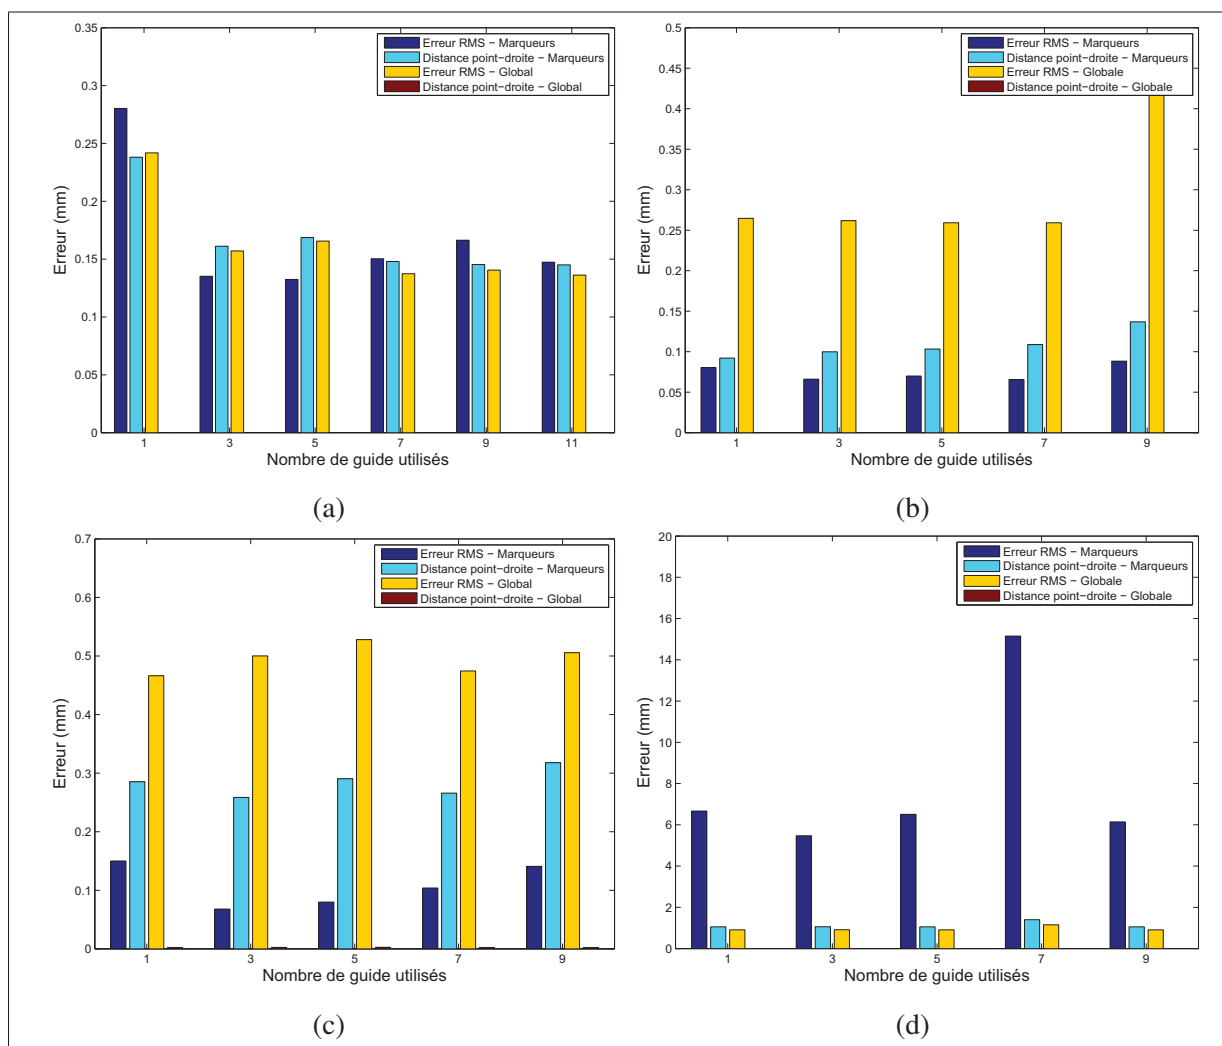 0.35
0.3
0.25
0.2
0.15
0.1
0.05
0
Erreur (mm)
Erreur RMS − Marqueurs
Distance point−droite − Marqueurs
Erreur RMS − Global
Distance point−droite − Global
1 3 5 7 9 11
Nombre de guide utilisés
(a)
0.5
0.45
0.4
0.35
0.3
0.25
0.2
0.15
0.1
0.05
0
Erreur (mm)
Erreur RMS − Marqueurs
Distance point−droite − Marqueurs
Erreur RMS − Globale
Distance point−droite − Globale
1 3 5 7 9
Nombre de guide utilisés
(b)
0.7
0.6
0.5
0.4
0.3
0.2
0.1
0
Erreur (mm)
Erreur RMS − Marqueurs
Distance point−droite − Marqueurs
Erreur RMS − Global
Distance point−droite − Global
1 3 5 7 9
Nombre de guide utilisés
(c)
20
18
16
14
12
10
8
6
4
2
0
Erreur (mm)
Erreur RMS − Marqueurs
Distance point−droite − Marqueurs
Erreur RMS − Globale
Distance point−droite − Globale
1 3 5 7 9
Nombre de guide utilisés
(d)